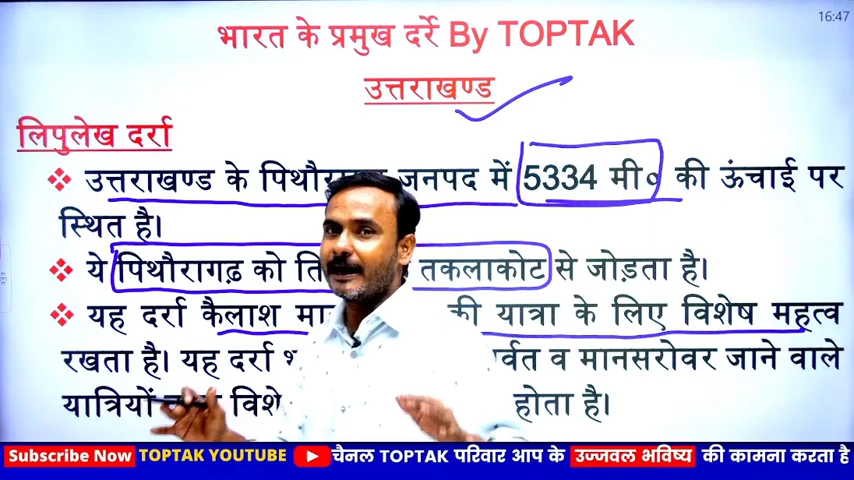 16:47
भारत के प्रमुख दर्रे By TOPTAK
उत्तराखण्ड
लिपुलेख दर्रा
❖ उत्तराखण्ड के जनपद में 5334 मी० की ऊंचाई पर
स्थित है।
❖ ये पिथौरागढ़ को तकलाकोट से जोड़ता है।
❖ यह दर्रा कैलाश की यात्रा के लिए विशेष महत्व
रखता है। यह दर्रा व मानसरोवर जाने वाले
यात्रियों होता है।
Subscribe Now TOPTAK YOUTUBE चैनल TOPTAK परिवार आप के उज्जवल भविष्य की कामना करता है